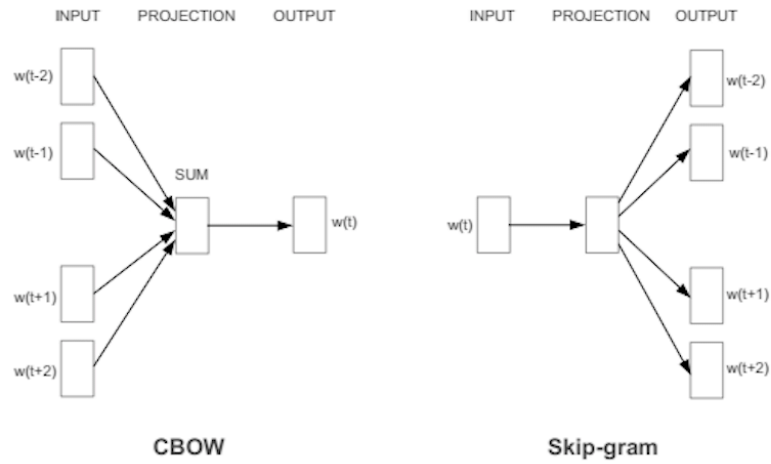 INPUT PROJECTION OUTPUT
w(t-2)
w(t-1)
SUM
w(t)
w(t+1)
w(t+2)
CBOW
INPUT PROJECTION OUTPUT
w(t-2)
w(t-1)
w(t)
w(t+1)
w(t+2)
Skip-gram